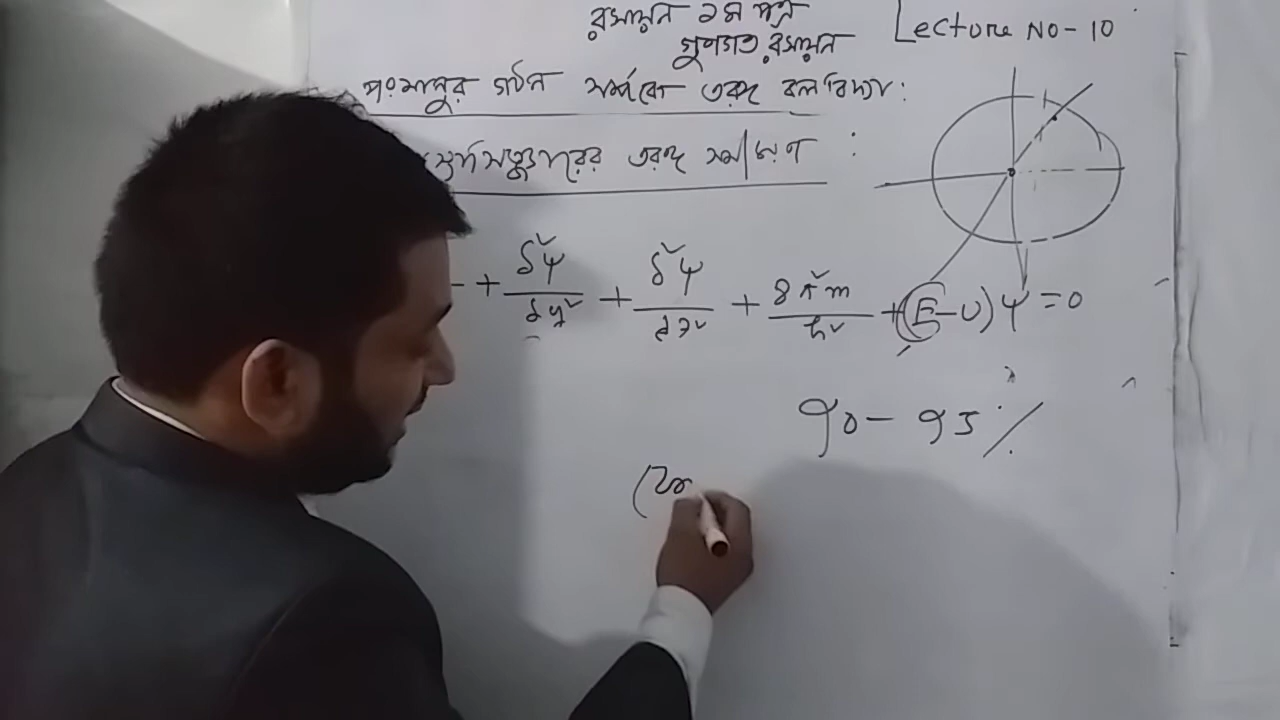 রসায়ন ১ম পত্র
Lecture No-10
গুণগত রসায়ন
পরমাণুর গঠন সম্পর্কে তরঙ্গ বলবিদ্যা:
তরঙ্গ সমীকরণ :
+ δ²ψ/δy² + δ²ψ/δz² + 8π²m/h² + (E-U)ψ = 0
90 - 95 %